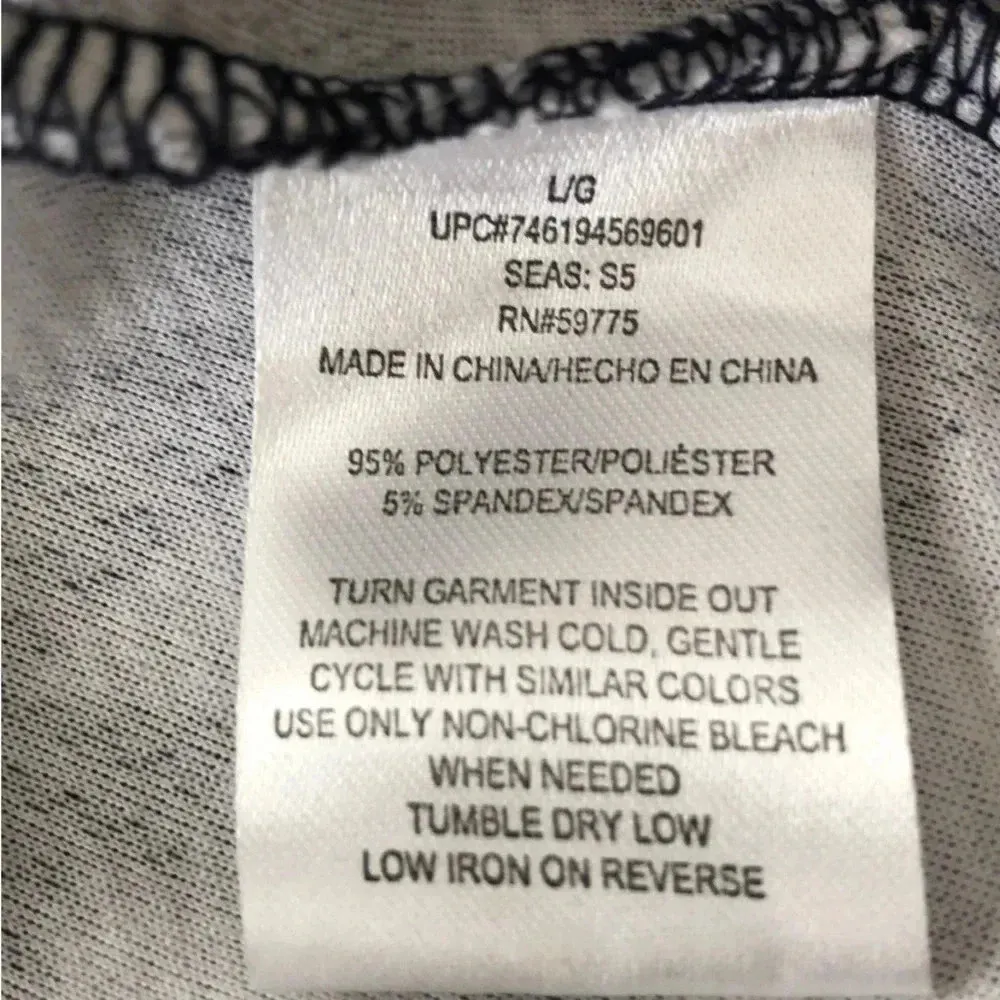 L/G
UPC#746194569601
SEAS: S5
RN#59775
MADE IN CHINA/HECHO EN CHINA
95% POLYESTER/POLIÉSTER
5% SPANDEX/SPANDEX
TURN GARMENT INSIDE OUT
MACHINE WASH COLD, GENTLE
CYCLE WITH SIMILAR COLORS
USE ONLY NON-CHLORINE BLEACH
WHEN NEEDED
TUMBLE DRY LOW
LOW IRON ON REVERSE